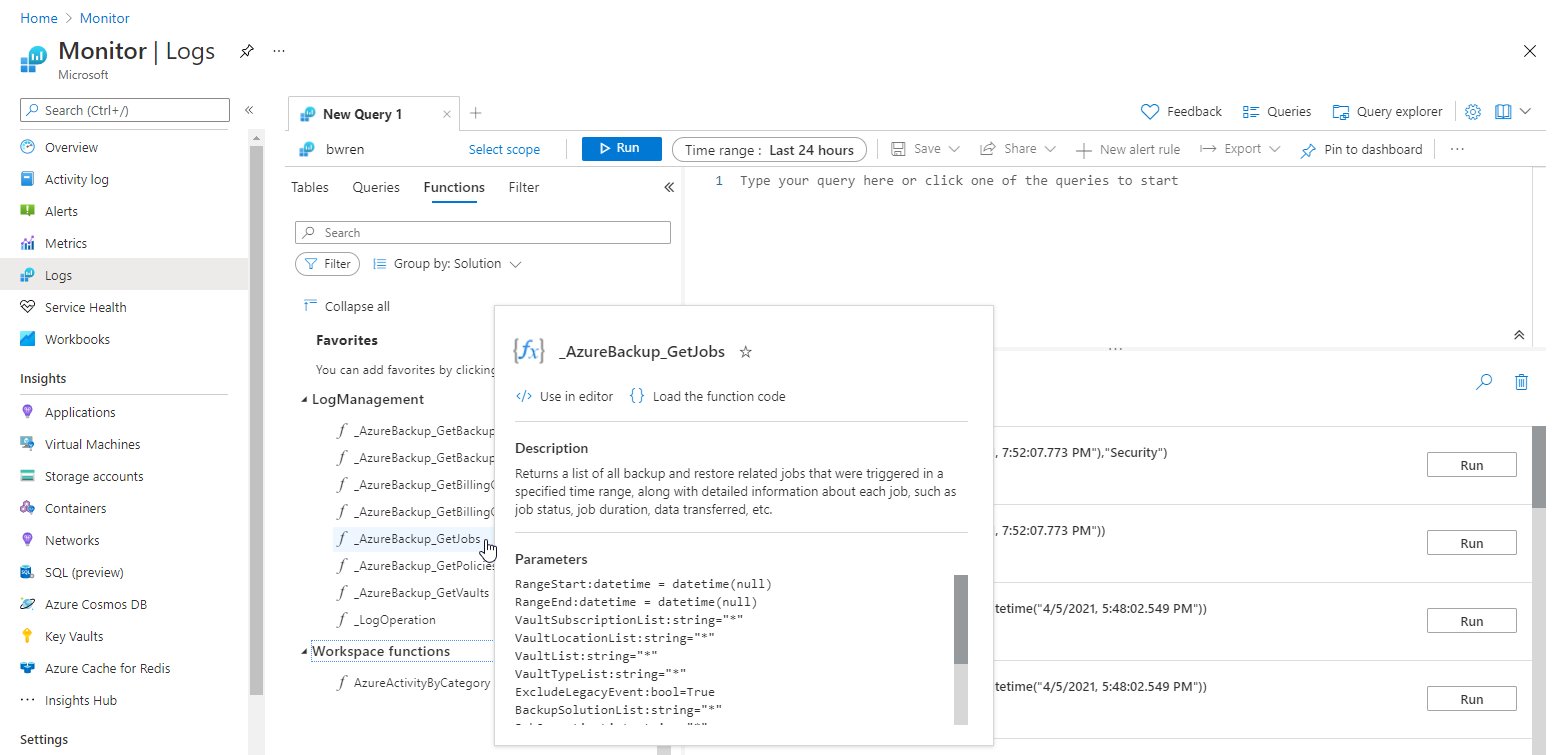 Home > Monitor
Monitor | Logs
Microsoft
Search (Ctrl+/)
Overview
Activity log
Alerts
Metrics
Logs
Service Health
Workbooks
Insights
Applications
Virtual Machines
Storage accounts
Containers
Networks
SQL (preview)
Azure Cosmos DB
Key Vaults
Azure Cache for Redis
Insights Hub
Settings
New Query 1
Feedback
Queries
Query explorer
bwren
Select scope
Run
Time range : Last 24 hours
Save
Share
New alert rule
Export
Pin to dashboard
Tables
Queries
Functions
Filter
1 Type your query here or click one of the queries to start
Search
Filter
Group by: Solution
Collapse all
Favorites
You can add favorites by clicking
LogManagement
_AzureBackup_GetBackup
_AzureBackup_GetBackup
_AzureBackup_GetBilling
_AzureBackup_GetBilling
_AzureBackup_GetJobs
_AzureBackup_GetPolicies
_AzureBackup_GetVaults
_LogOperation
Workspace functions
AzureActivityByCategory
_AzureBackup_GetJobs
Use in editor
{} Load the function code
Description
Returns a list of all backup and restore related jobs that were triggered in a
specified time range, along with detailed information about each job, such as
job status, job duration, data transferred, etc.
Parameters
RangeStart:datetime = datetime(null)
RangeEnd:datetime = datetime(null)
VaultSubscriptionList:string="*"
VaultLocationList:string="*"
VaultList:string="*"
VaultTypeList:string="*"
ExcludeLegacyEvent:bool=True
BackupSolutionList:string="*"
, 7:52:07.773 PM"),"Security")
Run
, 7:52:07.773 PM"))
Run
tetime("4/5/2021, 5:48:02.549 PM"))
Run
tetime("4/5/2021, 5:48:02.549 PM"))
Run